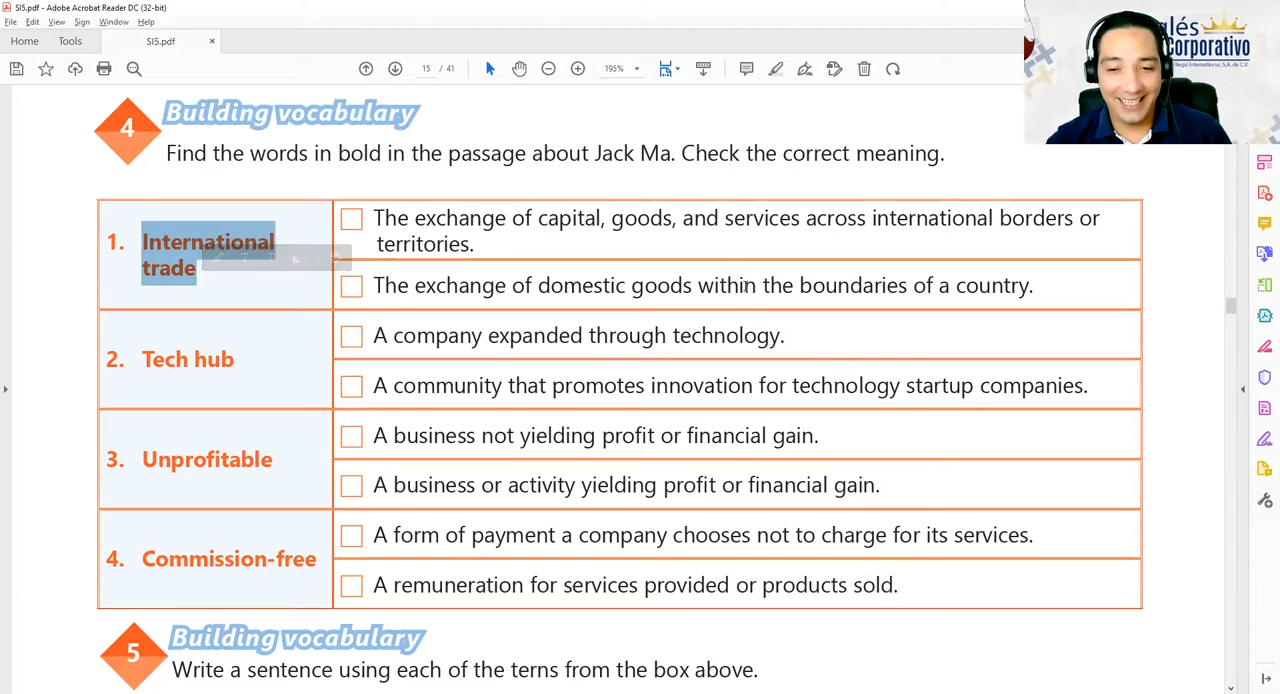 SI5.pdf - Adobe Acrobat Reader DC (32-bit)
File Edit View Sign Window Help
Home Tools SI5.pdf ×
15 / 41 195%
glés
Corporativo
Regal International, S.A. de C.V.
4 Building vocabulary
Find the words in bold in the passage about Jack Ma. Check the correct meaning.
1. International
trade
The exchange of capital, goods, and services across international borders or
territories.
The exchange of domestic goods within the boundaries of a country.
2. Tech hub
A company expanded through technology.
A community that promotes innovation for technology startup companies.
3. Unprofitable
A business not yielding profit or financial gain.
A business or activity yielding profit or financial gain.
4. Commission-free
A form of payment a company chooses not to charge for its services.
A remuneration for services provided or products sold.
5 Building vocabulary
Write a sentence using each of the terns from the box above.